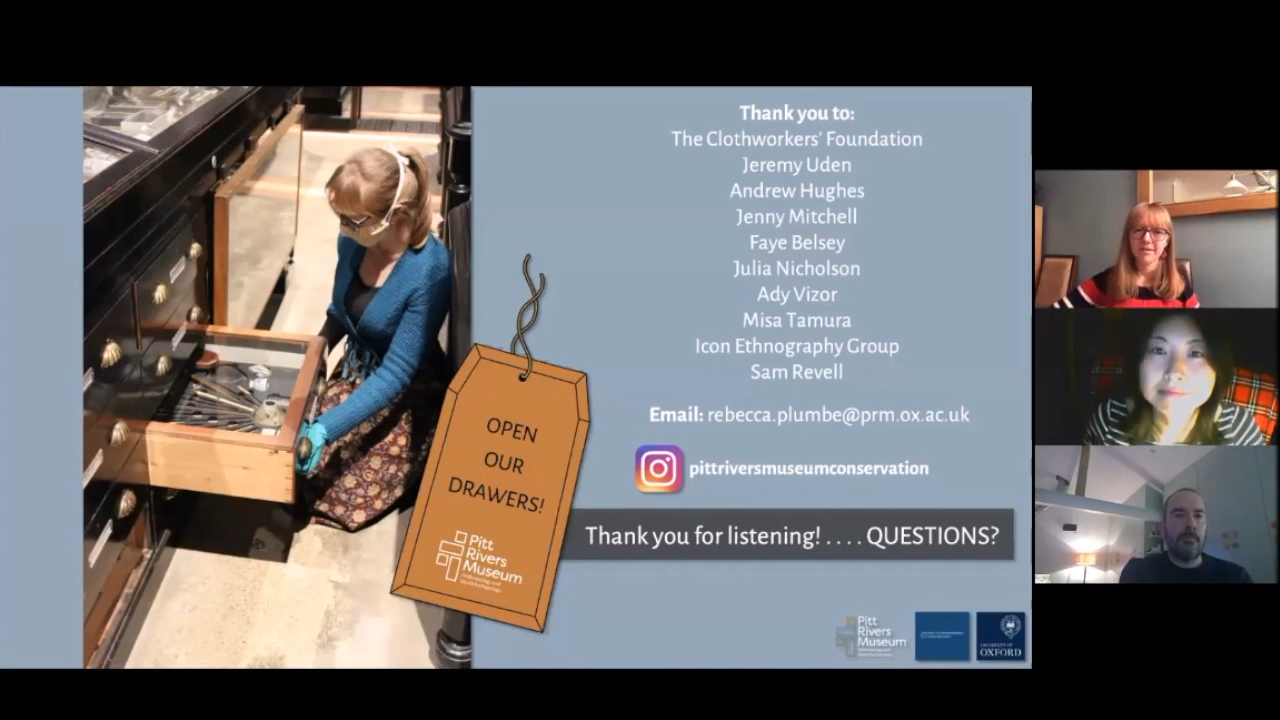 Thank you to:
The Clothworkers' Foundation
Jeremy Uden
Andrew Hughes
Jenny Mitchell
Faye Belsey
Julia Nicholson
Ady Vizor
Misa Tamura
Icon Ethnography Group
Sam Revell
Email: rebecca.plumbe@prm.ox.ac.uk
pittriversmuseumconservation
OPEN
OUR
DRAWERS!
Pitt
Rivers
Museum
Thank you for listening! . . . . QUESTIONS?
Pitt
Rivers
Museum
UNIVERSITY OF
OXFORD